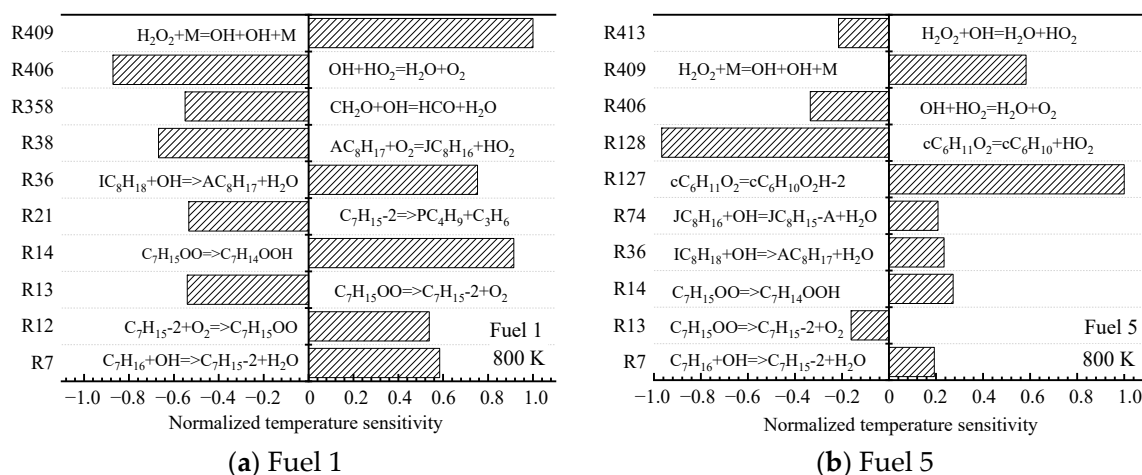 R409
H₂O₂+M=OH+OH+M
R406
OH+HO₂=H₂O+O₂
R358
CH₂O+OH=HCO+H₂O
R38
AC₈H₁₇+O₂=JC₈H₁₆+HO₂
R36
IC₈H₁₈+OH=>AC₈H₁₇+H₂O
R21
C₇H₁₅-2=>PC₄H₉+C₃H₆
R14
C₇H₁₅OO=>C₇H₁₄OOH
R13
C₇H₁₅OO=>C₇H₁₅-2+O₂
R12
C₇H₁₅-2+O₂=>C₇H₁₅OO
Fuel 1
R7
C₇H₁₆+OH=>C₇H₁₅-2+H₂O
800 K
−1.0 −0.8 −0.6 −0.4 −0.2 0 0.2 0.4 0.6 0.8 1.0
Normalized temperature sensitivity
(a) Fuel 1
R413
H₂O₂+OH=H₂O+HO₂
R409
H₂O₂+M=OH+OH+M
R406
OH+HO₂=H₂O+O₂
R128
cC₆H₁₁O₂=cC₆H₁₀+HO₂
R127
cC₆H₁₁O₂=cC₆H₁₀O₂H-2
R74
JC₈H₁₆+OH=JC₈H₁₅-A+H₂O
R36
IC₈H₁₈+OH=>AC₈H₁₇+H₂O
R14
C₇H₁₅OO=>C₇H₁₄OOH
R13
C₇H₁₅OO=>C₇H₁₅-2+O₂
Fuel 5
R7
C₇H₁₆+OH=>C₇H₁₅-2+H₂O
800 K
−1.0 −0.8 −0.6 −0.4 −0.2 0 0.2 0.4 0.6 0.8 1.0
Normalized temperature sensitivity
(b) Fuel 5